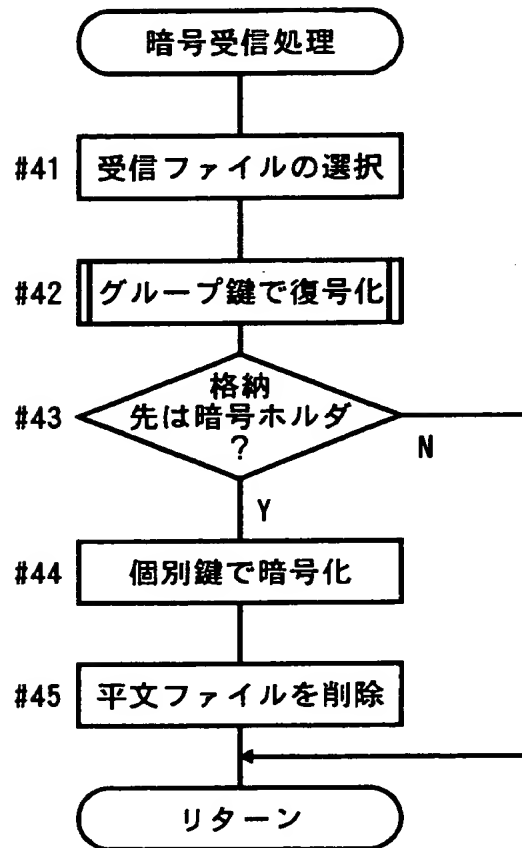 暗号受信処理
#41 受信ファイルの選択
#42 グループ鍵で復号化
格納
#43 先は暗号ホルダ
?
N
Y
#44 個別鍵で暗号化
#45 平文ファイルを削除
リターン